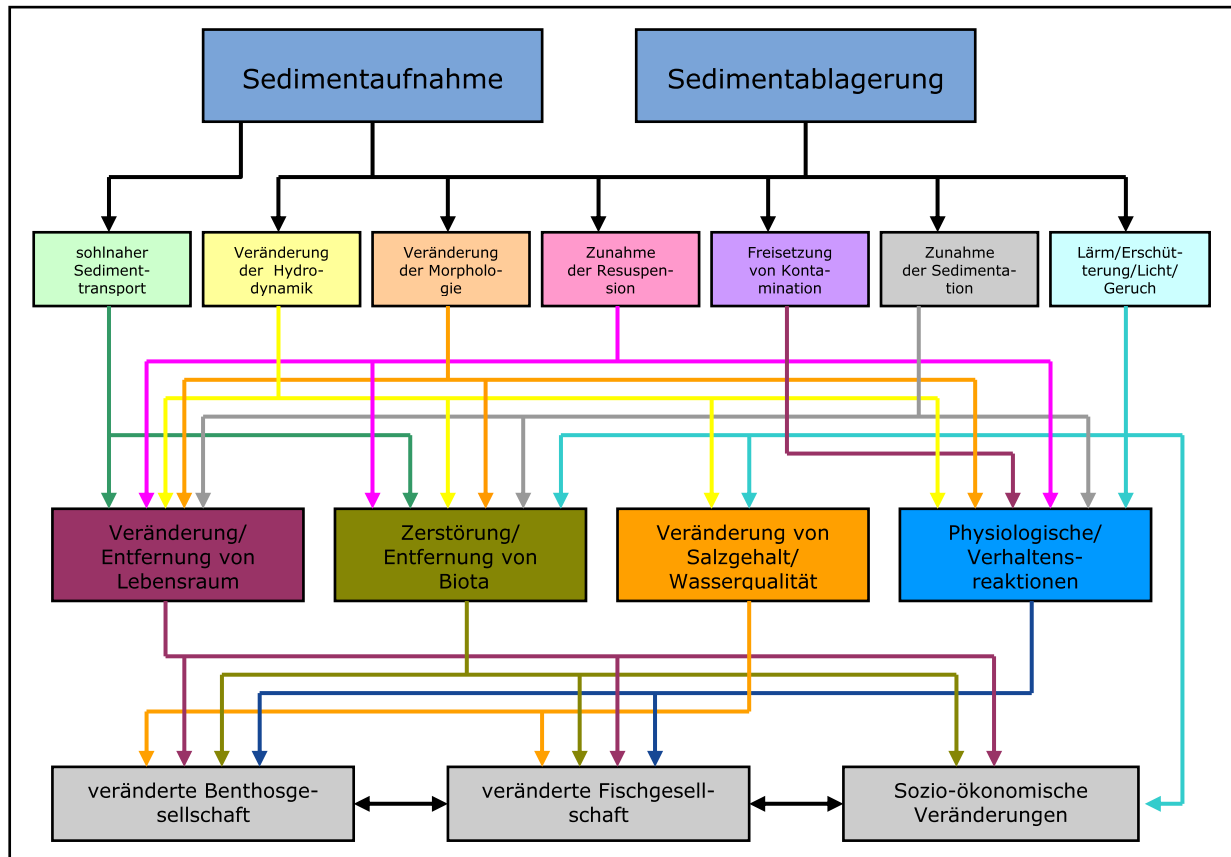 Sedimentaufnahme
Sedimentablagerung
sohlnaher
Sediment-
transport
Veränderung
der Hydro-
dynamik
Veränderung
der Morpholo-
gie
Zunahme
der Resuspen-
sion
Freisetzung
von Konta-
mination
Zunahme
der Sedimenta-
tion
Lärm/Erschüt-
terung/Licht/
Geruch
Veränderung/
Entfernung von
Lebensraum
Zerstörung/
Entfernung von
Biota
Veränderung von
Salzgehalt/
Wasserqualität
Physiologische/
Verhaltens-
reaktionen
veränderte Benthosge-
sellschaft
veränderte Fischgesell-
schaft
Sozio-ökonomische
Veränderungen